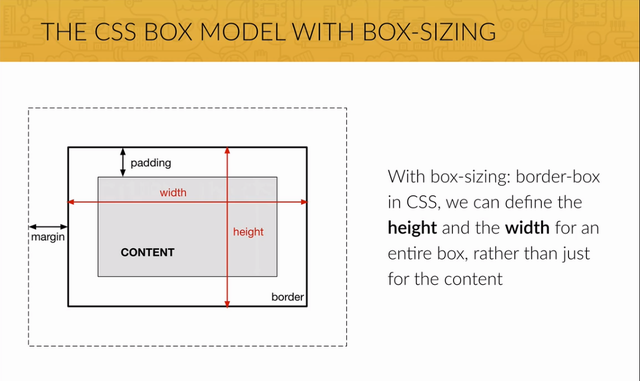 THE CSS BOX MODEL WITH BOX-SIZING
padding
width
margin
height
CONTENT
border
With box-sizing: border-box
in CSS, we can define the
height and the width for an
entire box, rather than just
for the content